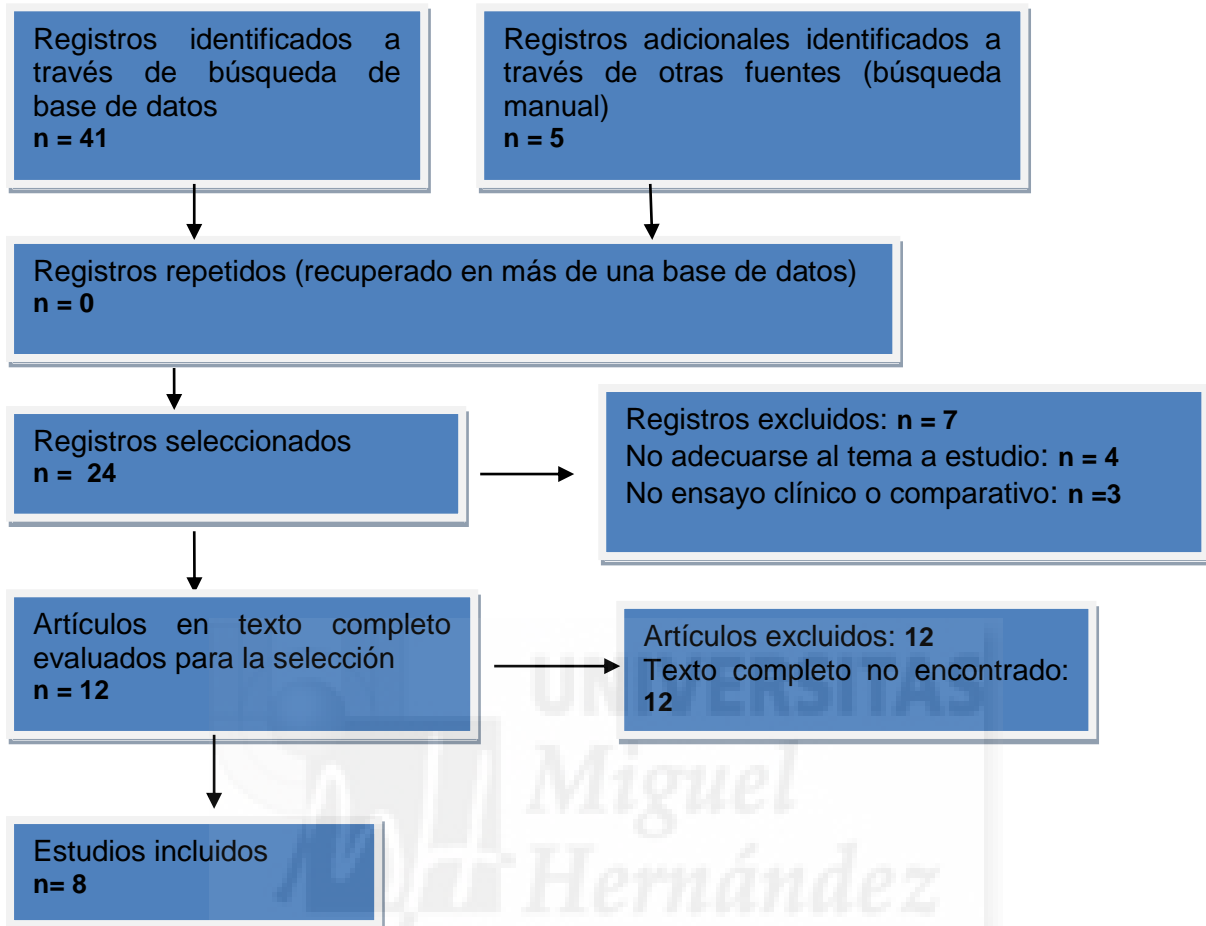 Registros identificados a
través de búsqueda de
base de datos
n = 41
Registros adicionales identificados a
través de otras fuentes (búsqueda
manual)
n = 5
Registros repetidos (recuperado en más de una base de datos)
n = 0
Registros seleccionados
n = 24
Registros excluidos: n = 7
No adecuarse al tema a estudio: n = 4
No ensayo clínico o comparativo: n =3
Artículos en texto completo
evaluados para la selección
n = 12
Artículos excluidos: 12
Texto completo no encontrado:
12
Estudios incluidos
n= 8
UNIVERSITAS
Miguel
Hernández